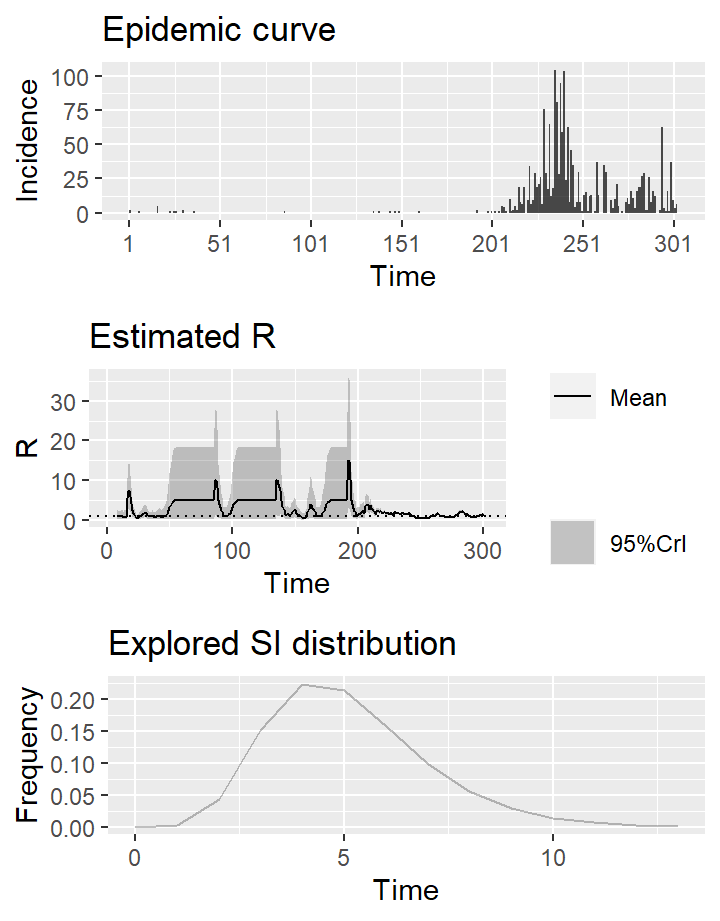 Epidemic curve
Incidence
100
75
50
25
0
1 51 101 151 201 251 301
Time
Estimated R
R
30
20
10
0
0 100 200 300
Time
Mean
95%CrI
Explored SI distribution
Frequency
0.20
0.15
0.10
0.05
0.00
0 5 10
Time